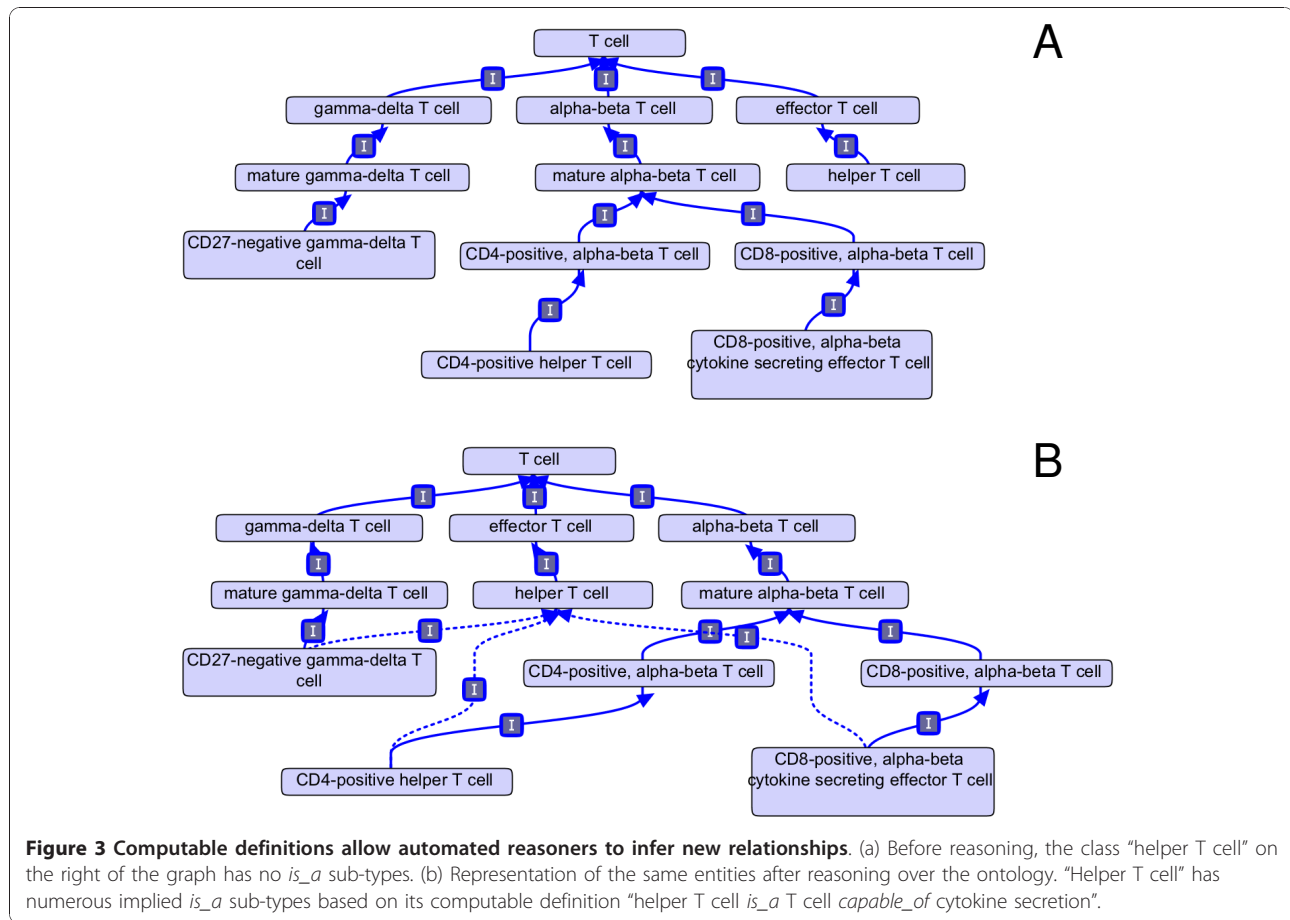 T cell
A
I I I
gamma-delta T cell alpha-beta T cell effector T cell
I I I
mature gamma-delta T cell mature alpha-beta T cell helper T cell
I I I
CD27-negative gamma-delta T
cell
CD4-positive, alpha-beta T cell CD8-positive, alpha-beta T cell
I I
CD4-positive helper T cell
CD8-positive, alpha-beta
cytokine secreting effector T cell
T cell
B
I I I
gamma-delta T cell effector T cell alpha-beta T cell
I I I
mature gamma-delta T cell helper T cell mature alpha-beta T cell
I I I I I
CD27-negative gamma-delta T
cell
CD4-positive, alpha-beta T cell CD8-positive, alpha-beta T cell
I I I
CD4-positive helper T cell
CD8-positive, alpha-beta
cytokine secreting effector T cell
Figure 3 Computable definitions allow automated reasoners to infer new relationships. (a) Before reasoning, the class “helper T cell” on
the right of the graph has no is_a sub-types. (b) Representation of the same entities after reasoning over the ontology. “Helper T cell” has
numerous implied is_a sub-types based on its computable definition “helper T cell is_a T cell capable_of cytokine secretion”.